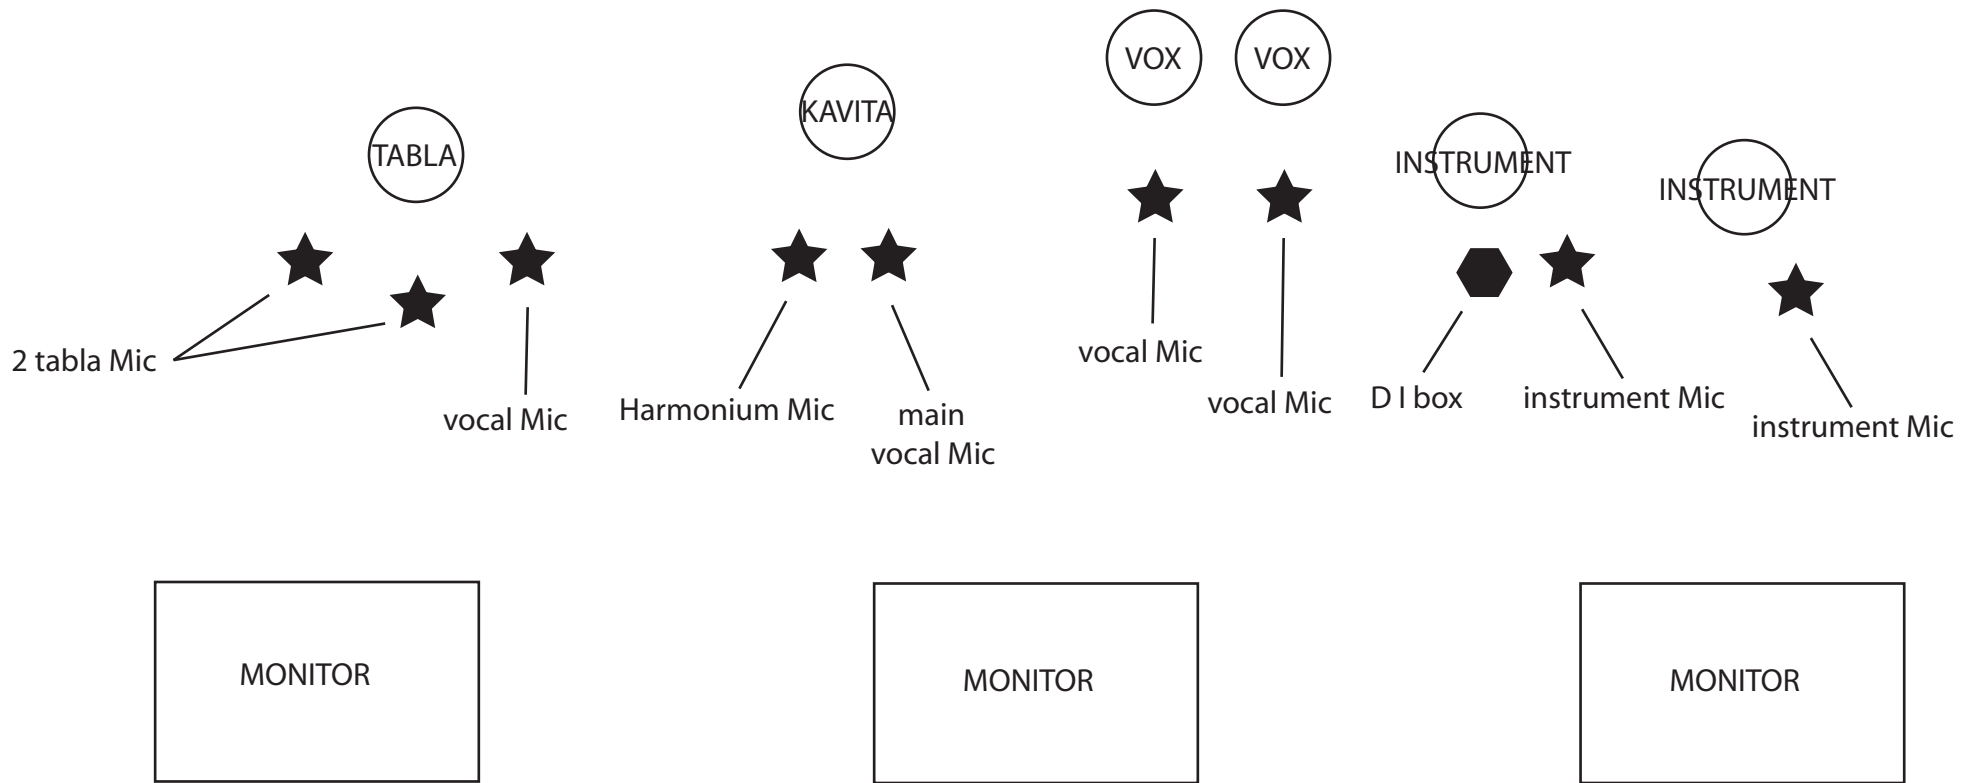 VOX
VOX
KAVITA
TABLA
INSTRUMENT
INSTRUMENT
2 tabla Mic
vocal Mic
Harmonium Mic
main
vocal Mic
vocal Mic
vocal Mic
D I box
instrument Mic
instrument Mic
MONITOR
MONITOR
MONITOR